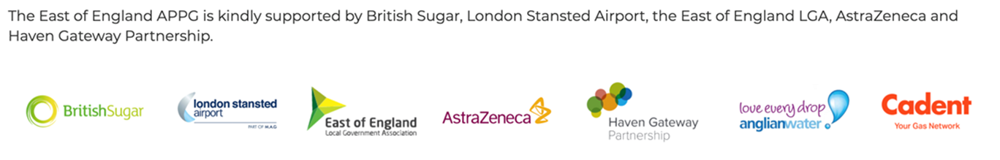 The East of England APPG is kindly supported by British Sugar, London Stansted Airport, the East of England LGA, AstraZeneca and
Haven Gateway Partnership.
BritishSugar
london stansted
airport
PART OF M.A.G
East of England
Local Government Association
AstraZeneca
Haven Gateway
Partnership
love every drop
anglianwater
Cadent
Your Gas Network